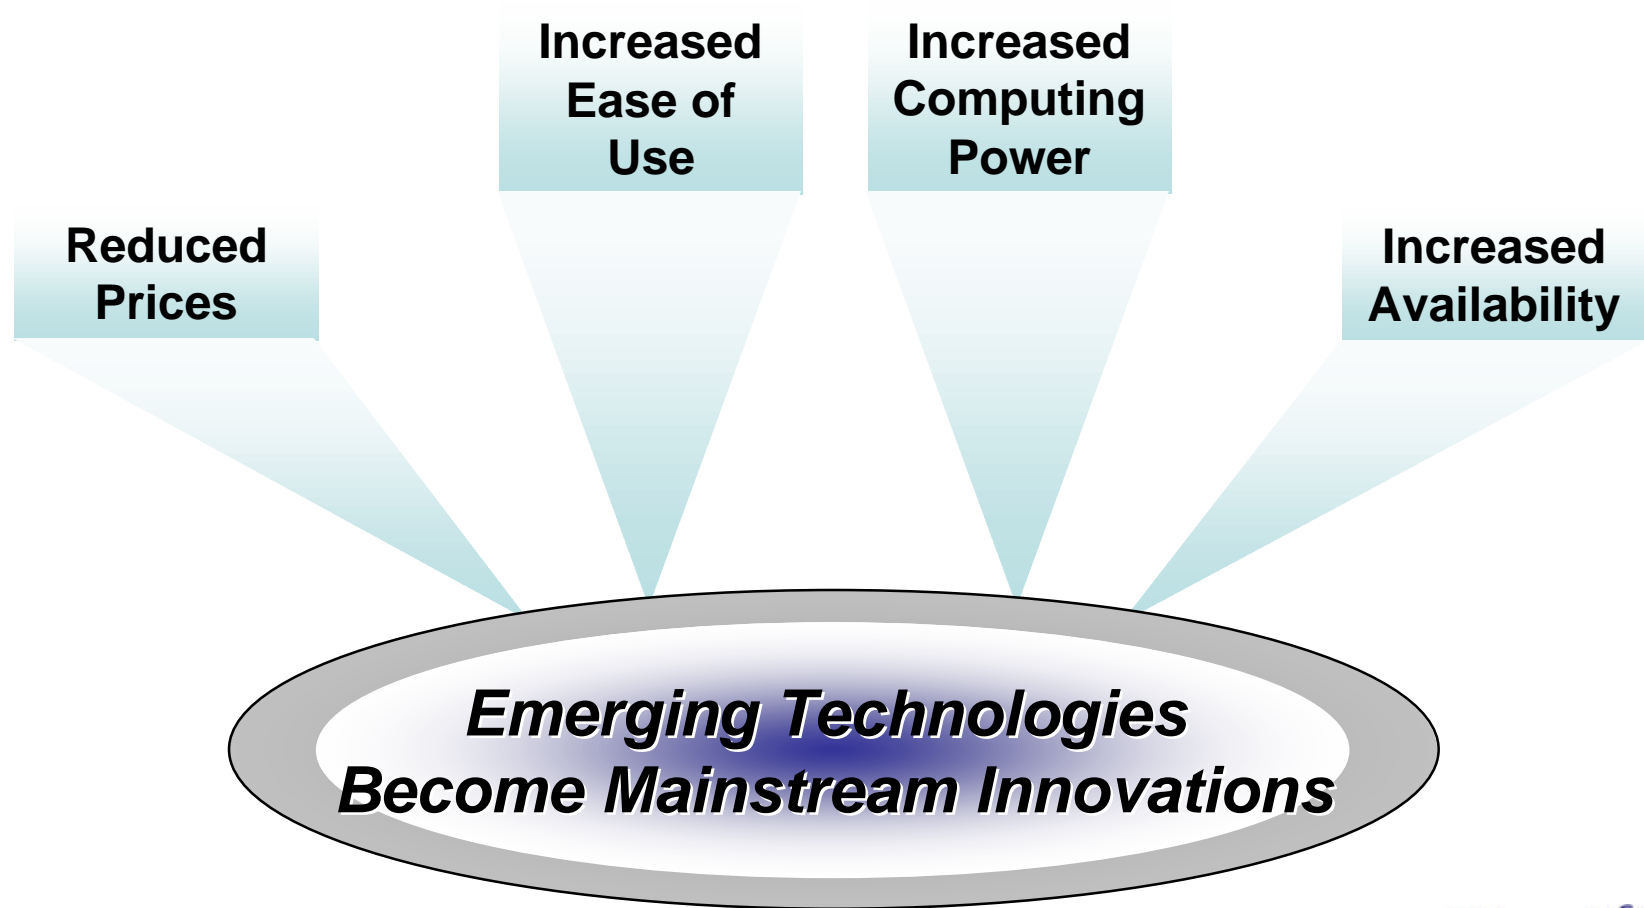 Increased
Ease of
Use
Increased
Computing
Power
Reduced
Prices
Increased
Availability
Emerging Technologies
Become Mainstream Innovations